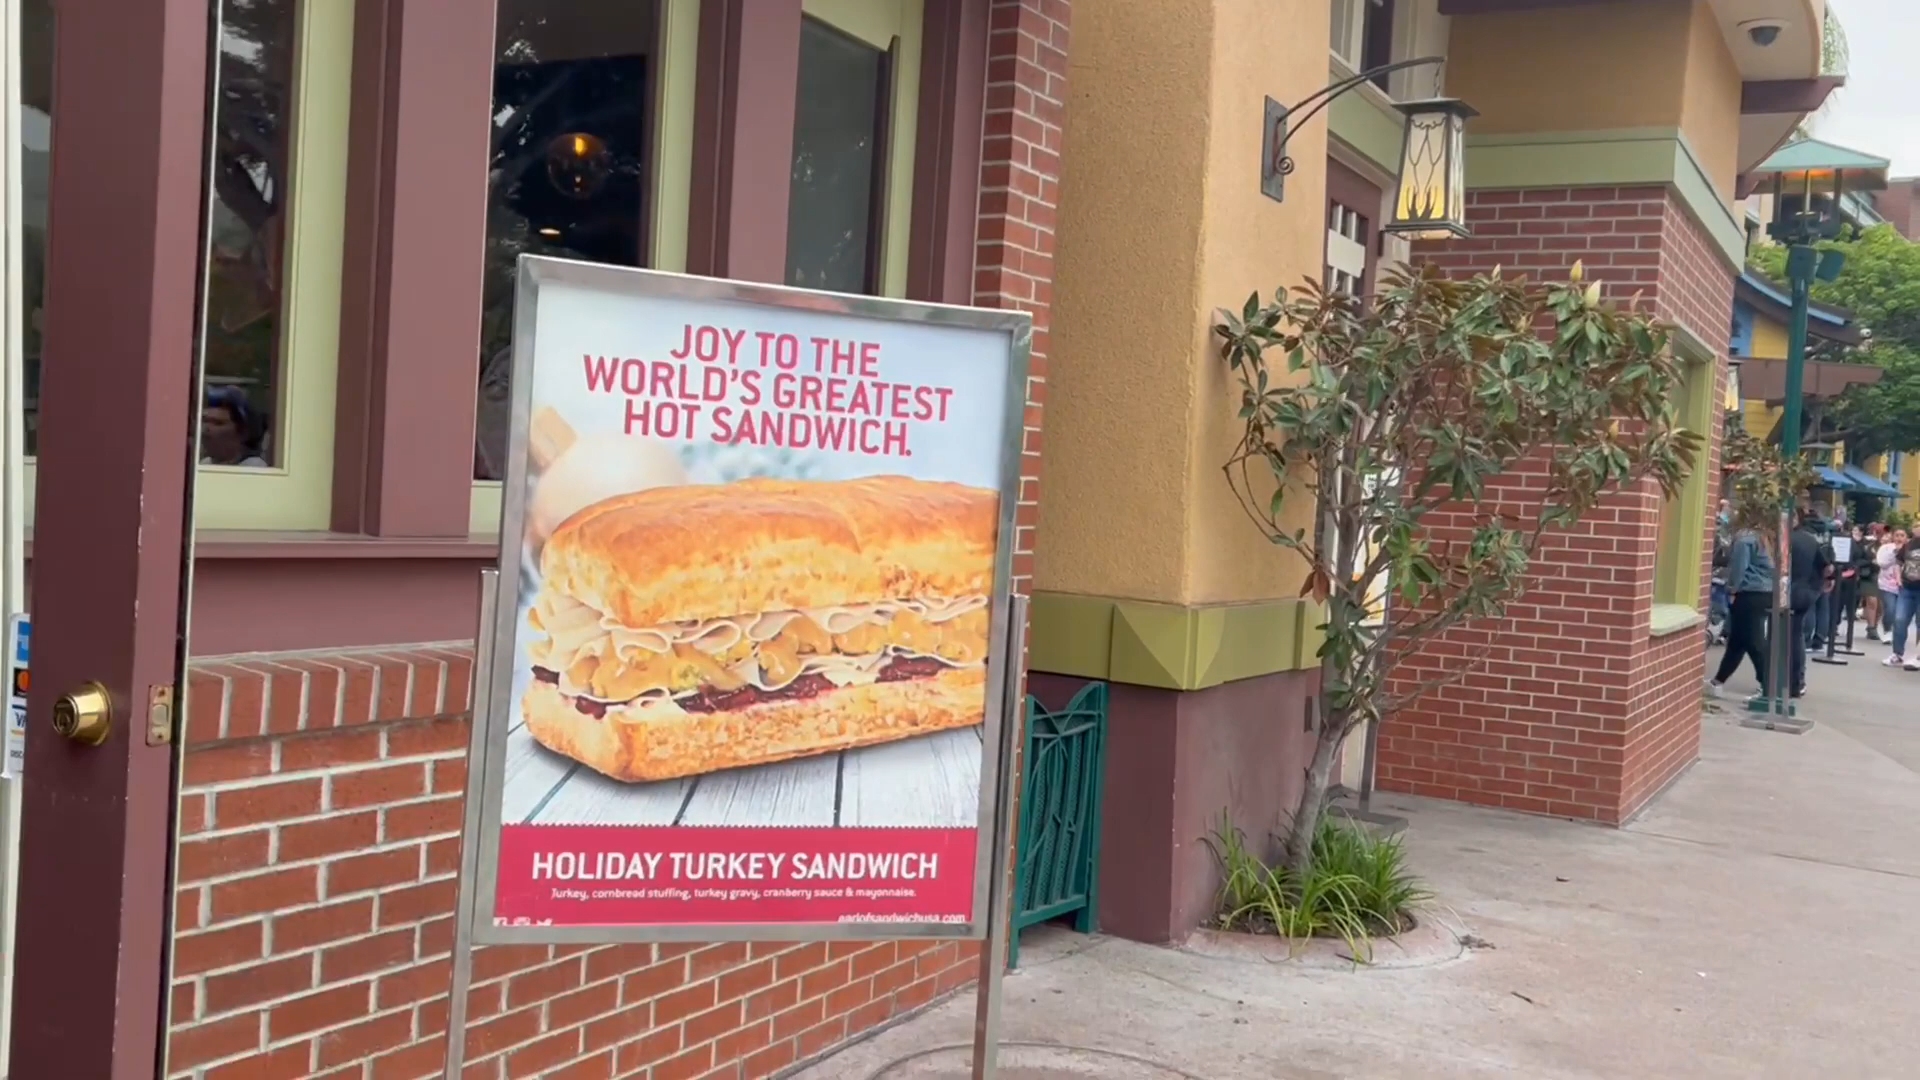 JOY TO THE
WORLD'S GREATEST
HOT SANDWICH.
HOLIDAY TURKEY SANDWICH
Turkey, cornbread stuffing, turkey gravy, cranberry sauce & mayonnaise.
earlofsandwichusa.com